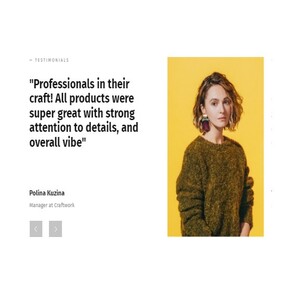 TESTIMONIALS
"Professionals in their
craft! All products were
super great with strong
attention to details, and
overall vibe"
Polina Kuzina
Manager at Craftwork